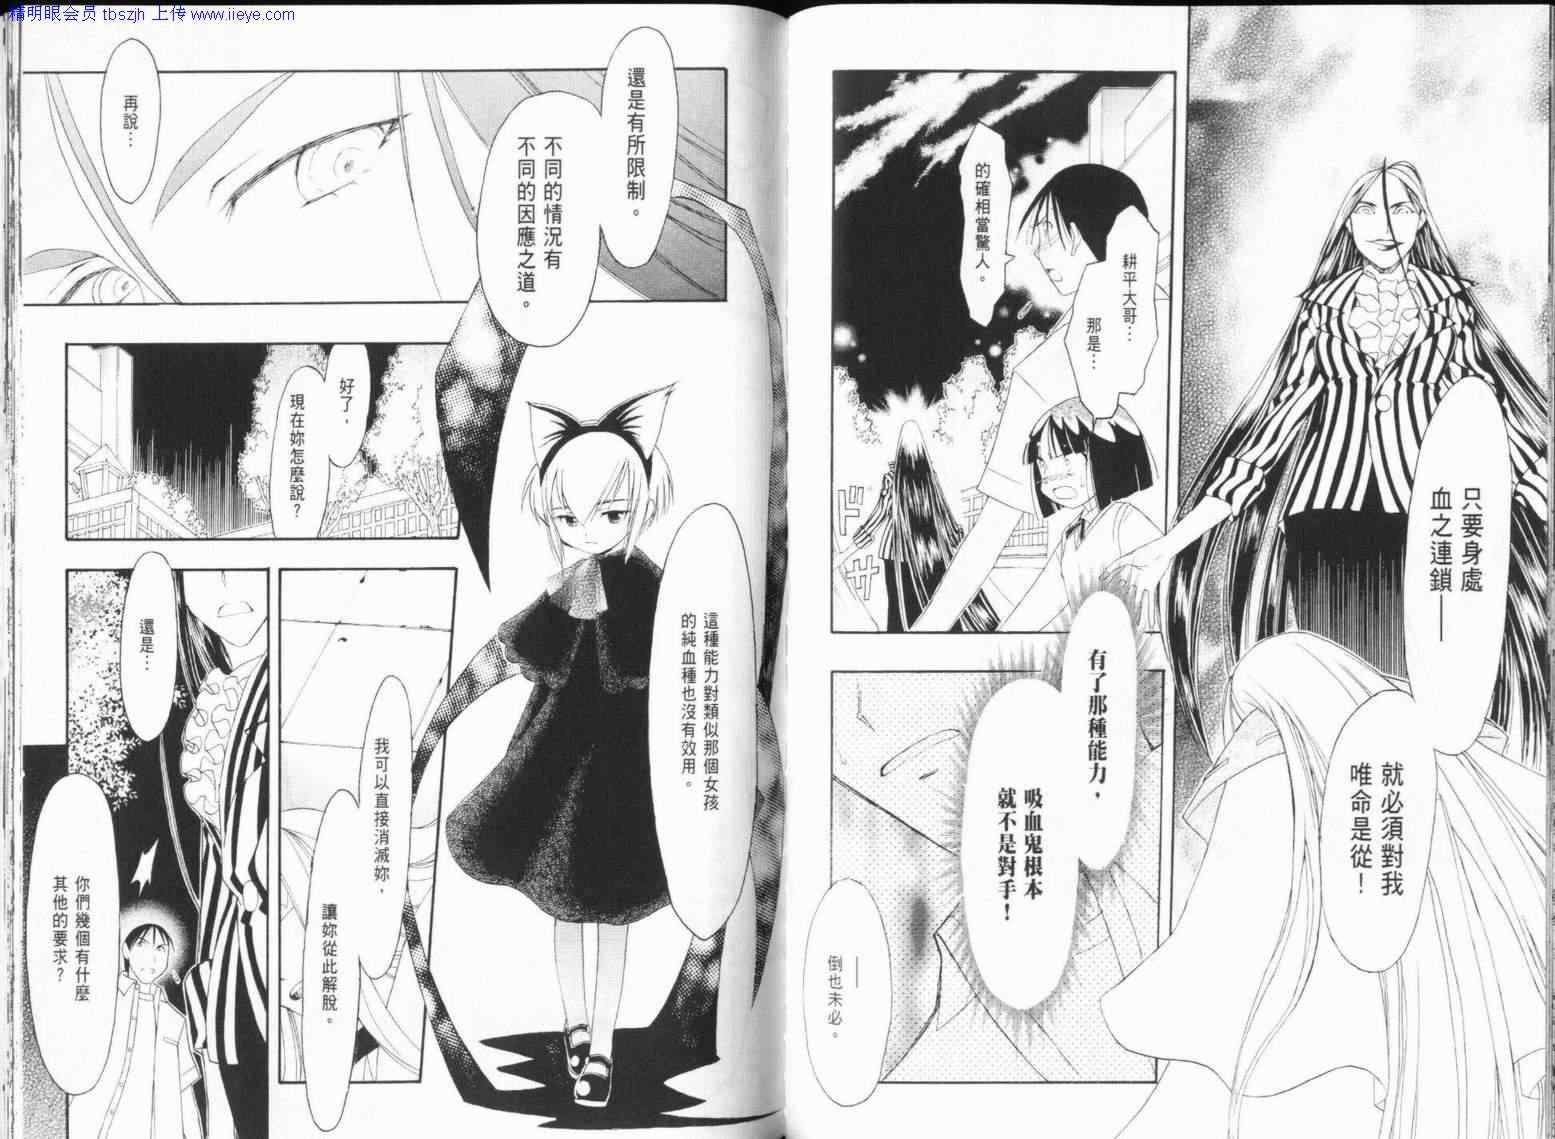 精明眼会员 tbszjh 上传 www.iieye.com
只要身處
血之連鎖——
就必須對我
唯命是從！
耕平大哥…
那是…
的確相當驚人。
ドドサ
有了那種能力，
吸血鬼根本
就不是對手！
——
倒也未必。
還是有所限制。
不同的情況有
不同的因應之道。
再說…
這種能力對類似那個女孩
的純血種也沒有效用。
好了，
現在妳怎麼說？
我可以直接消滅妳，
讓妳從此解脫。
還是…
你們幾個有什麼
其他的要求？